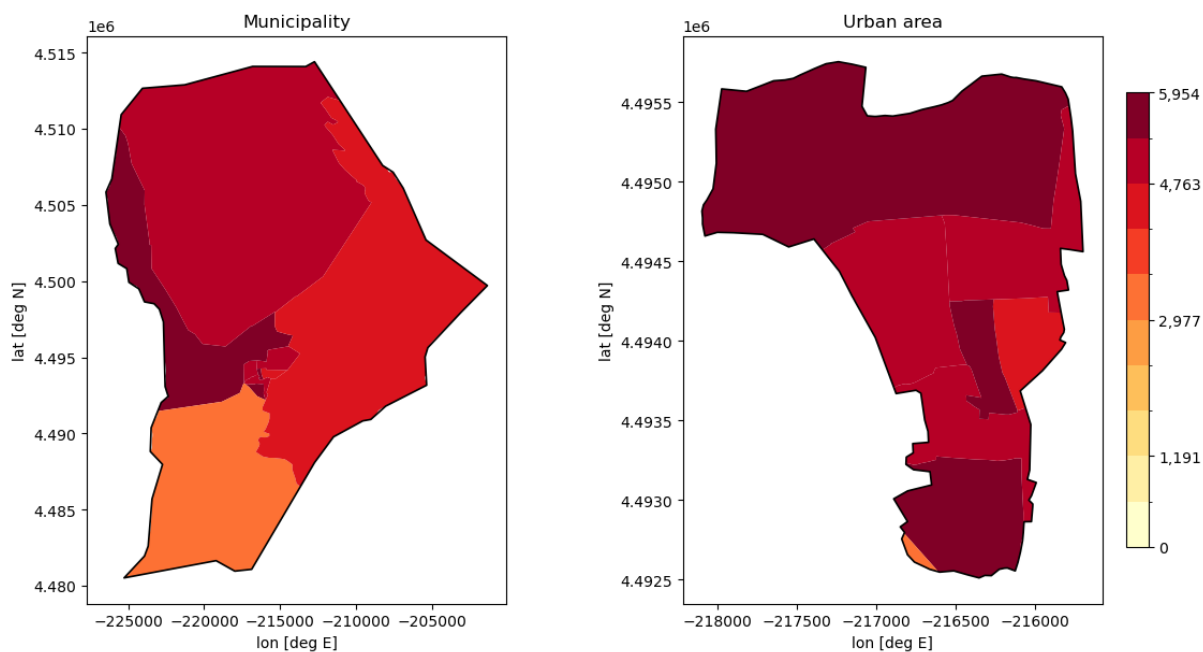 Municipality
1e6
4.515
4.510
4.505
4.500
4.495
4.490
4.485
4.480
lat [deg N]
−225000 −220000 −215000 −210000 −205000
lon [deg E]
Urban area
1e6
4.4955
4.4950
4.4945
4.4940
4.4935
4.4930
4.4925
lat [deg N]
−218000 −217500 −217000 −216500 −216000
lon [deg E]
5,954
4,763
2,977
1,191
0